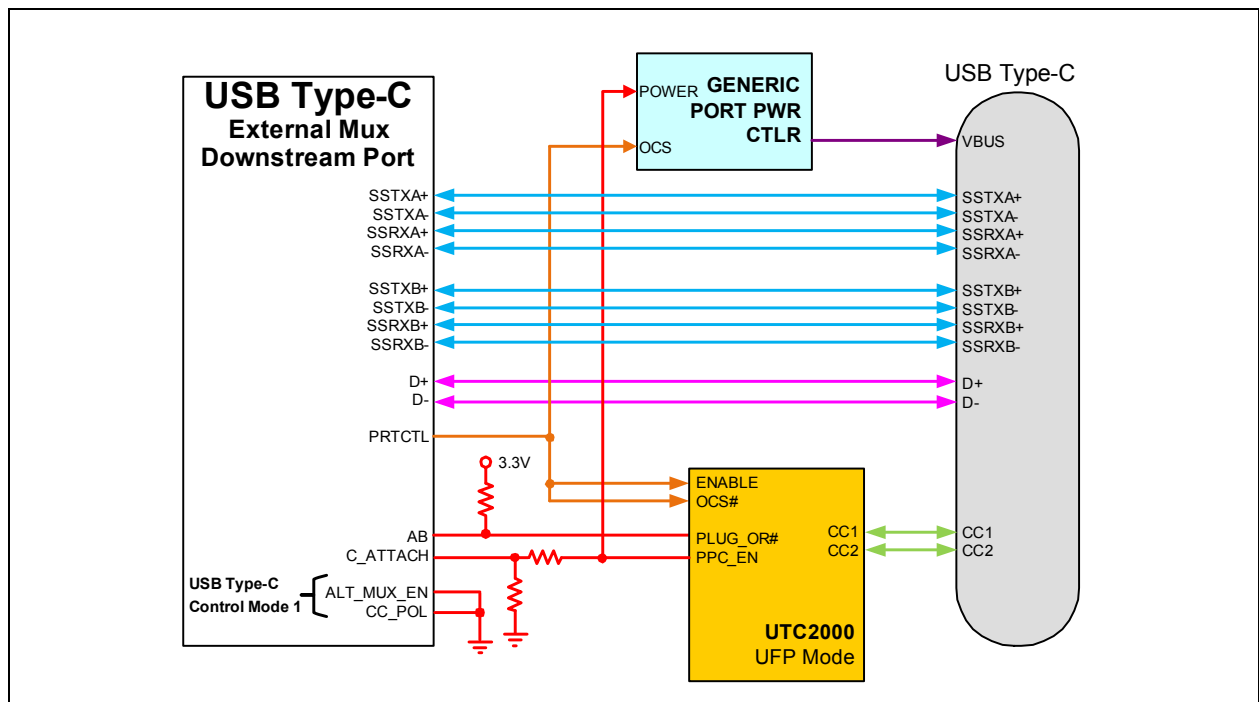 USB Type-C
External Mux
Downstream Port
SSTXA+
SSTXA-
SSRXA+
SSRXA-
SSTXB+
SSTXB-
SSRXB+
SSRXB-
D+
D-
PRTCTL
3.3V
AB
C_ATTACH
USB Type-C
Control Mode 1
ALT_MUX_EN
CC_POL
POWER
GENERIC
PORT PWR
CTLR
OCS
ENABLE
OCS#
PLUG_OR#
PPC_EN
CC1
CC2
UTC2000
UFP Mode
USB Type-C
VBUS
SSTXA+
SSTXA-
SSRXA+
SSRXA-
SSTXB+
SSTXB-
SSRXB+
SSRXB-
D+
D-
CC1
CC2